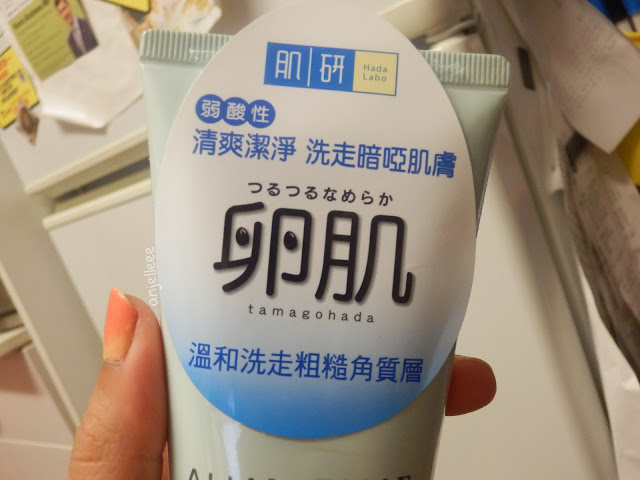 肌研 Hada
Labo
弱酸性
清爽潔淨 洗走暗啞肌膚
つるつるなめらか
卵肌
tamagohada
溫和洗走粗糙角質層
anjelleee